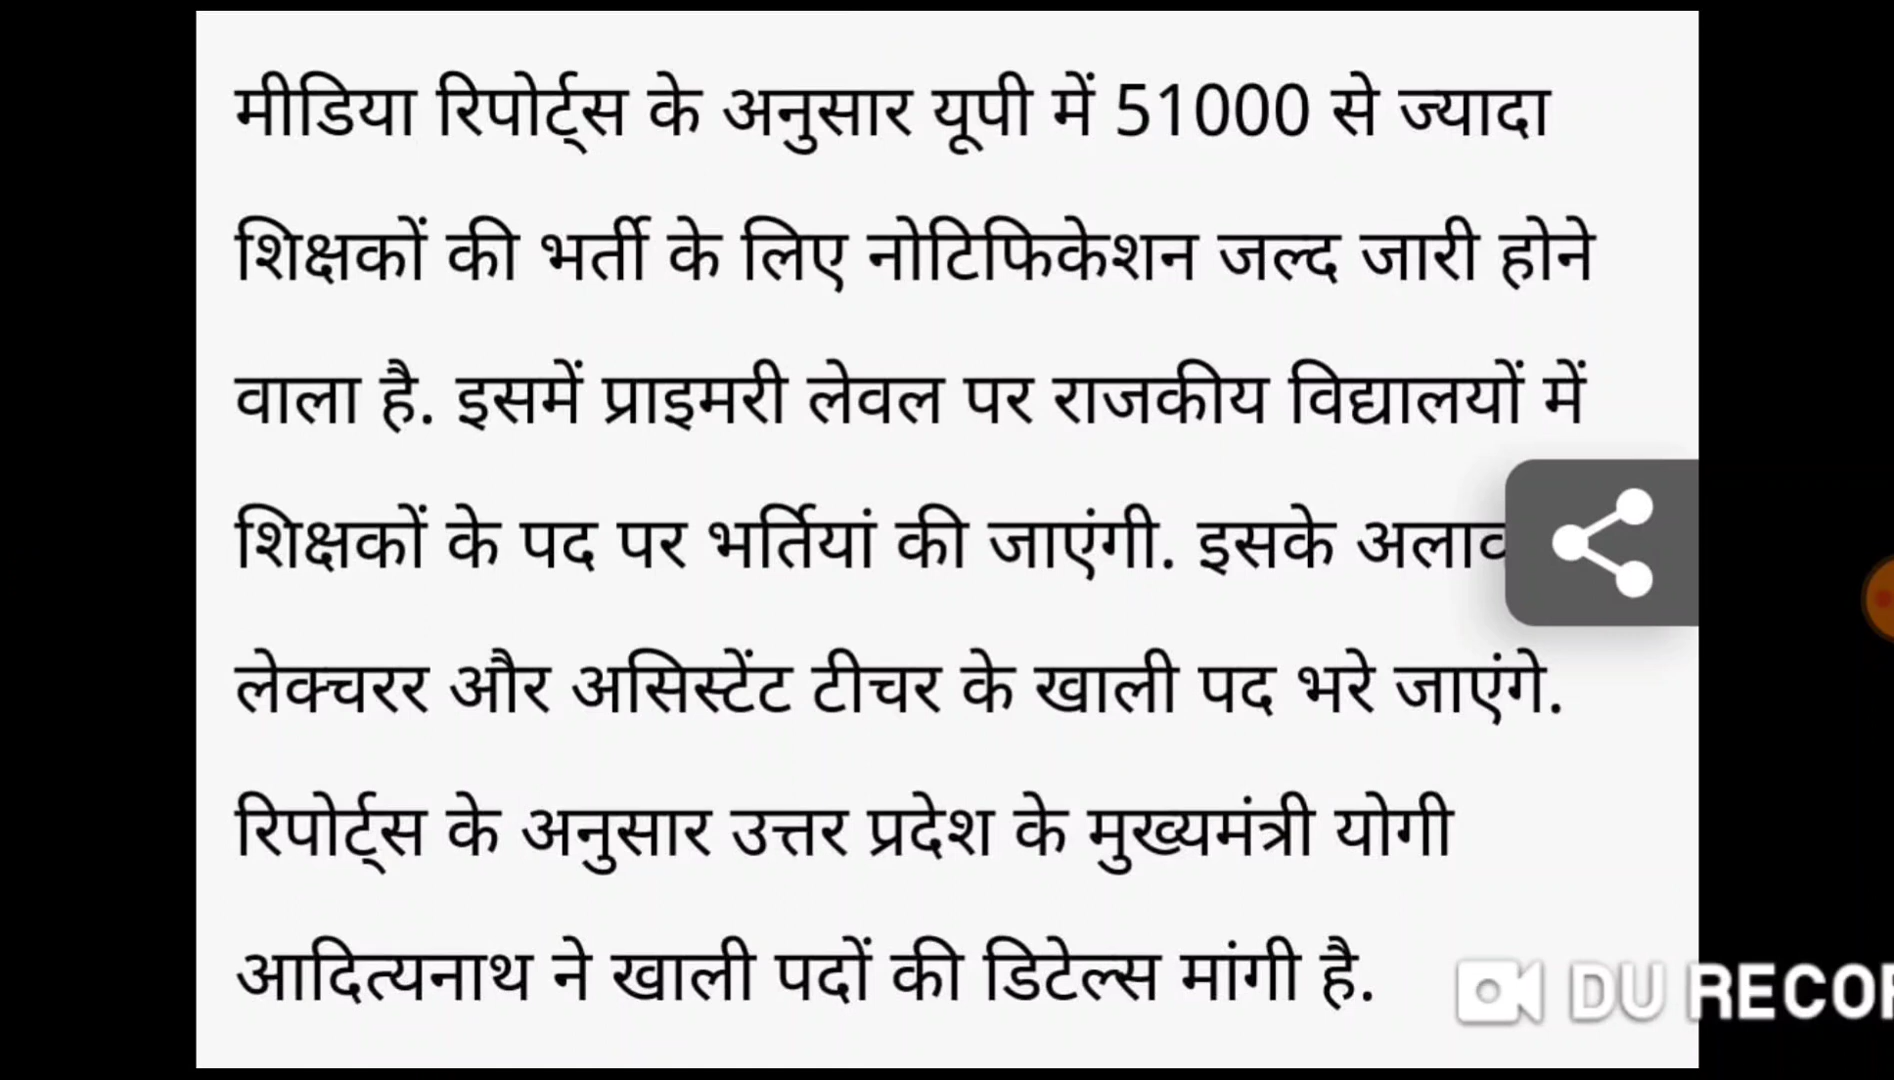 मीडिया रिपोर्ट्स के अनुसार यूपी में 51000 से ज्यादा
शिक्षकों की भर्ती के लिए नोटिफिकेशन जल्द जारी होने
वाला है. इसमें प्राइमरी लेवल पर राजकीय विद्यालयों में
शिक्षकों के पद पर भर्तियां की जाएंगी. इसके
लेक्चरर और असिस्टेंट टीचर के खाली पद भरे जाएंगे.
रिपोर्ट्स के अनुसार उत्तर प्रदेश के मुख्यमंत्री योगी
आदित्यनाथ ने खाली पदों की डिटेल्स मांगी है.
DU